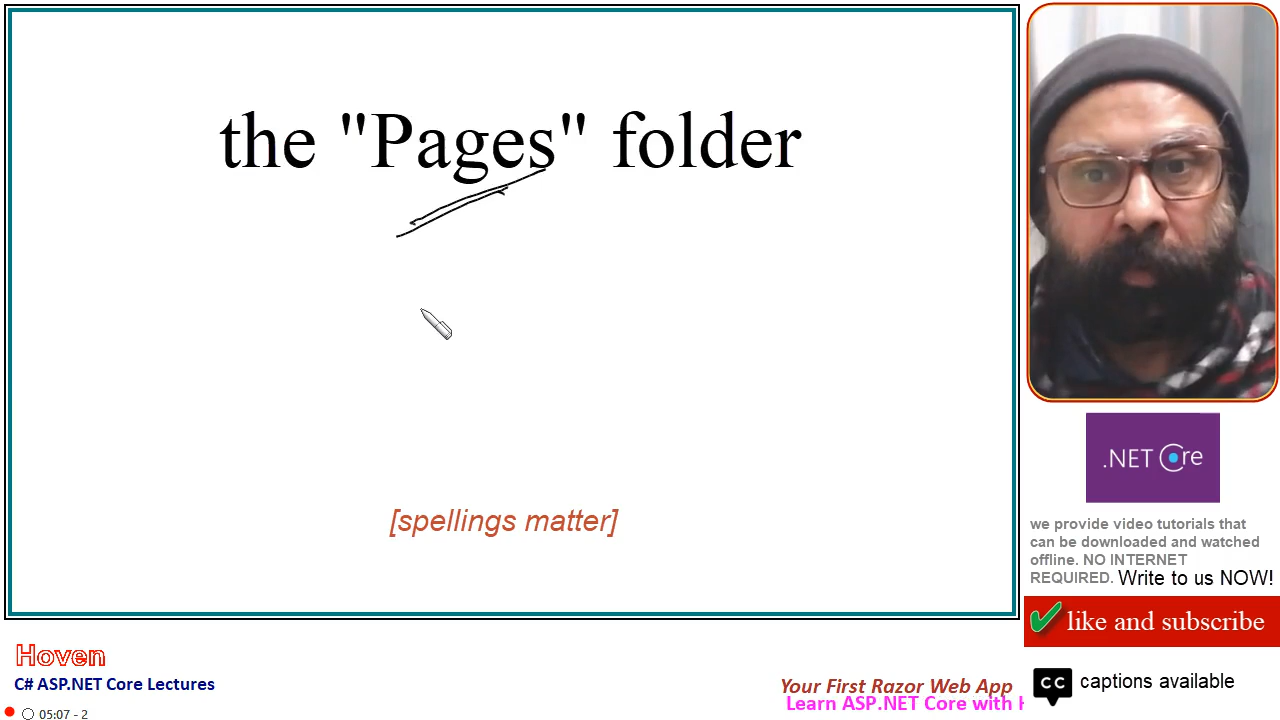 the "Pages" folder
[spellings matter]
.NET Core
we provide video tutorials that
can be downloaded and watched
offline. NO INTERNET
REQUIRED. Write to us NOW!
like and subscribe
CC captions available
Hoven
C# ASP.NET Core Lectures
05:07 - 2
Your First Razor Web App
Learn ASP.NET Core with H